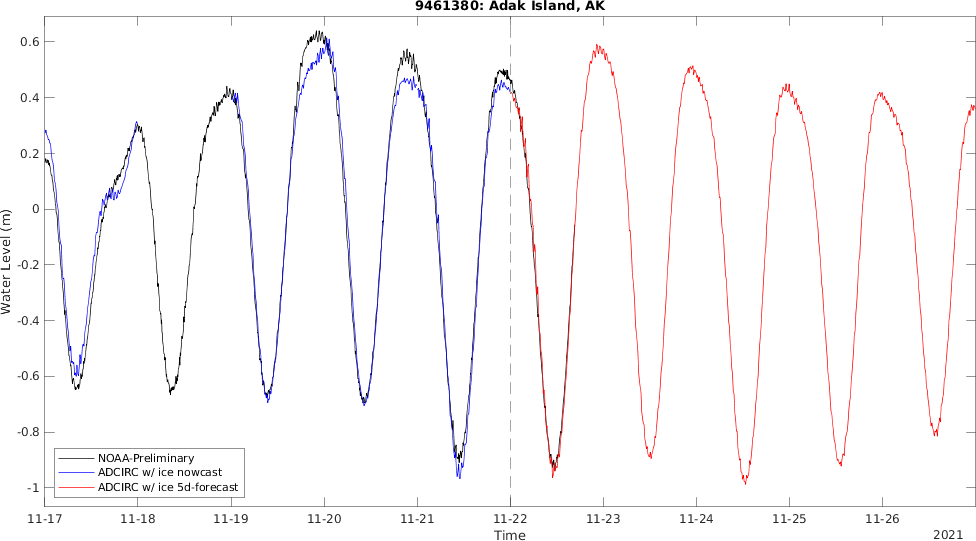 9461380: Adak Island, AK
Water Level (m)
0.6
0.4
0.2
0
-0.2
-0.4
-0.6
-0.8
-1
NOAA-Preliminary
ADCIRC w/ ice nowcast
ADCIRC w/ ice 5d-forecast
11-17 11-18 11-19 11-20 11-21 11-22 11-23 11-24 11-25 11-26
Time
2021